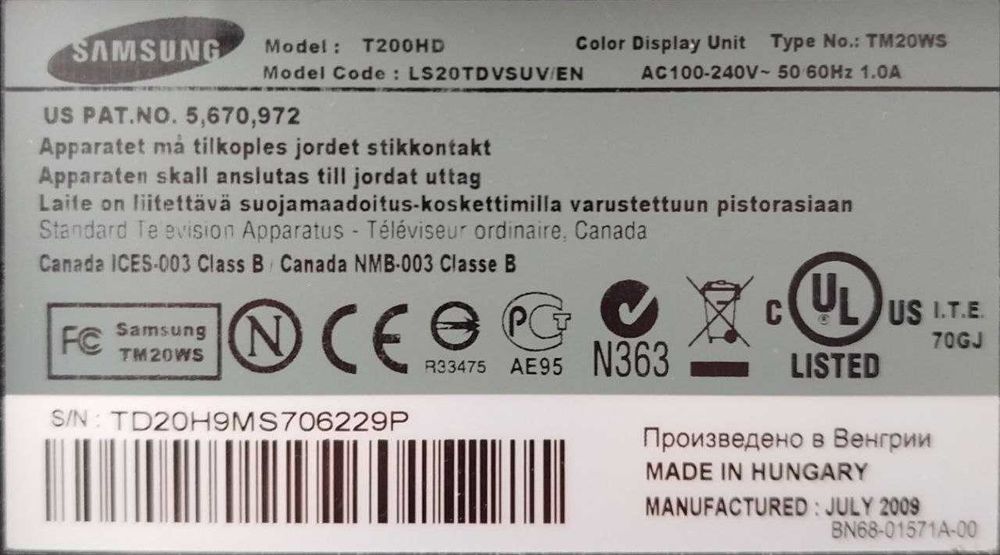 SAMSUNG Model : T200HD Color Display Unit Type No.: TM20WS
Model Code : LS20TDVSUV/EN AC100-240V~ 50/60Hz 1.0A
US PAT.NO. 5,670,972
Apparatet må tilkoples jordet stikkontakt
Apparaten skall anslutas till jordat uttag
Laite on liitettävä suojamaadoitus-koskettimilla varustettuun pistorasiaan
Standard Television Apparatus - Téléviseur ordinaire, Canada
Canada ICES-003 Class B / Canada NMB-003 Classe B
FC Samsung TM20WS
N
CE
R33475
PCT
AE95
N363
C UL US
®
LISTED
I.T.E.
70GJ
S/N : TD20H9MS706229P
Произведено в Венгрии
MADE IN HUNGARY
MANUFACTURED : JULY 2009
BN68-01571A-00